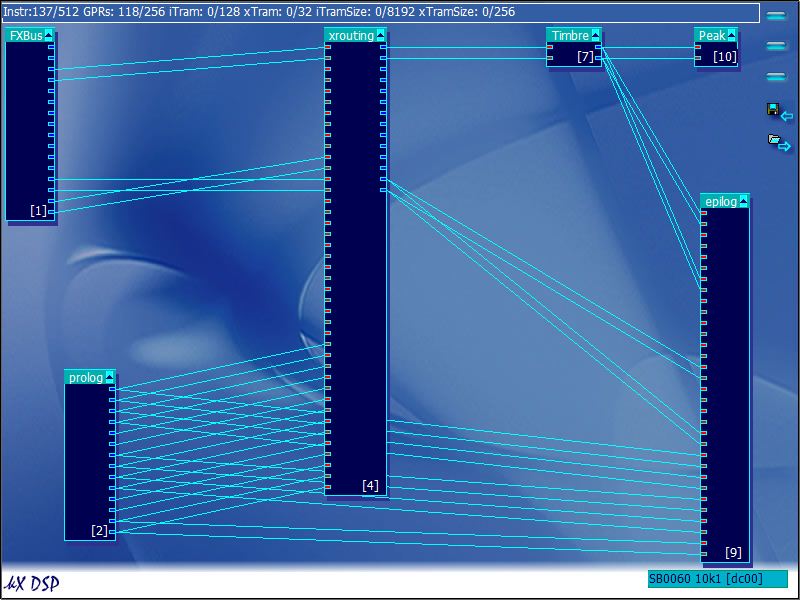 Instr:137/512 GPRs: 118/256 iTram: 0/128 xTram: 0/32 iTramSize: 0/8192 xTramSize: 0/256
FXBus
xrouting
Timbre
Peak
[7]
[10]
[1]
epilog
prolog
[4]
[2]
[9]
µX DSP
SB0060 10k1 [dc00]